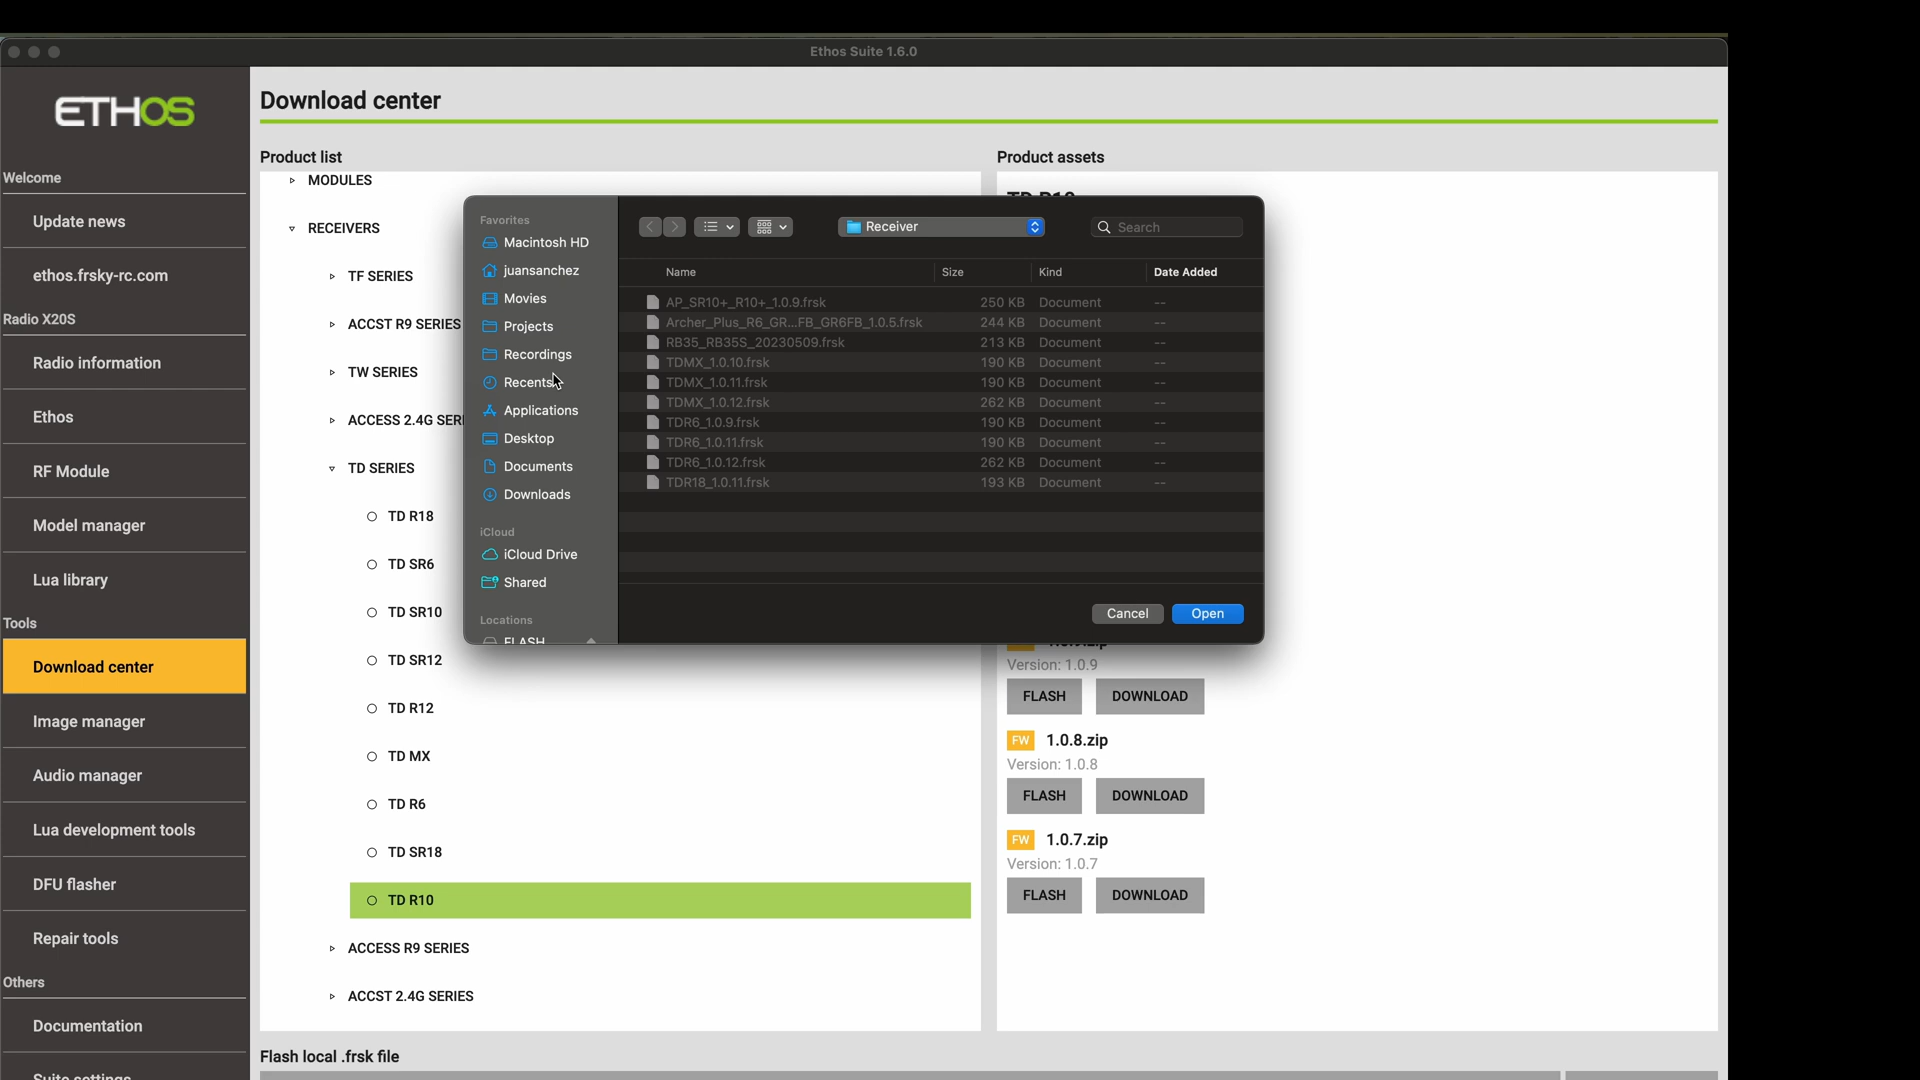 Ethos Suite 1.6.0
ETHOS
Welcome
Update news
ethos.frsky-rc.com
Radio X20S
Radio information
Ethos
RF Module
Model manager
Lua library
Tools
Download center
Image manager
Audio manager
Lua development tools
DFU flasher
Repair tools
Others
Documentation
Suite settings
Download center
Product list
MODULES
RECEIVERS
TF SERIES
ACCST R9 SERIES
TW SERIES
ACCESS 2.4G SERI
TD SERIES
TD R18
TD SR6
TD SR10
TD SR12
TD R12
TD MX
TD R6
TD SR18
TD R10
ACCESS R9 SERIES
ACCST 2.4G SERIES
Flash local .frsk file
Product assets
TD R10
Favorites
Macintosh HD
juansanchez
Movies
Projects
Recordings
Recents
Applications
Desktop
Documents
Downloads
iCloud
iCloud Drive
Shared
Locations
FLASH
Receiver
Search
Name Size Kind Date Added
AP_SR10+_R10+_1.0.9.frsk 250 KB Document --
Archer_Plus_R6_GR...FB_GR6FB_1.0.5.frsk 244 KB Document --
RB35_RB35S_20230509.frsk 213 KB Document --
TDMX_1.0.10.frsk 190 KB Document --
TDMX_1.0.11.frsk 190 KB Document --
TDMX_1.0.12.frsk 262 KB Document --
TDR6_1.0.9.frsk 190 KB Document --
TDR6_1.0.11.frsk 190 KB Document --
TDR6_1.0.12.frsk 262 KB Document --
TDR18_1.0.11.frsk 193 KB Document --
Cancel Open
1.0.9.zip
Version: 1.0.9
FLASH DOWNLOAD
FW 1.0.8.zip
Version: 1.0.8
FLASH DOWNLOAD
FW 1.0.7.zip
Version: 1.0.7
FLASH DOWNLOAD